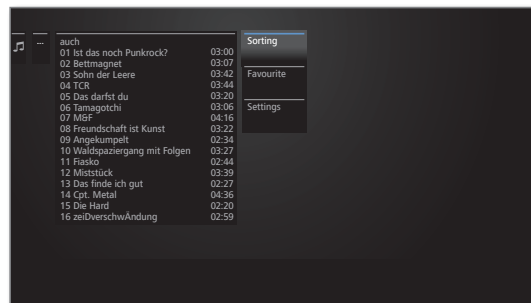 ...
auch
01 Ist das noch Punkrock? 03:00
02 Bettmagnet 03:07
03 Sohn der Leere 03:42
04 TCR 03:44
05 Das darfst du 03:20
06 Tamagotchi 03:06
07 M&F 04:16
08 Freundschaft ist Kunst 03:22
09 Angekumpelt 02:34
10 Waldspaziergang mit Folgen 03:27
11 Fiasko 02:44
12 Miststück 03:39
13 Das finde ich gut 02:27
14 Cpt. Metal 04:36
15 Die Hard 02:20
16 zeiDverschwÄndung 02:59
Sorting
Favourite
Settings